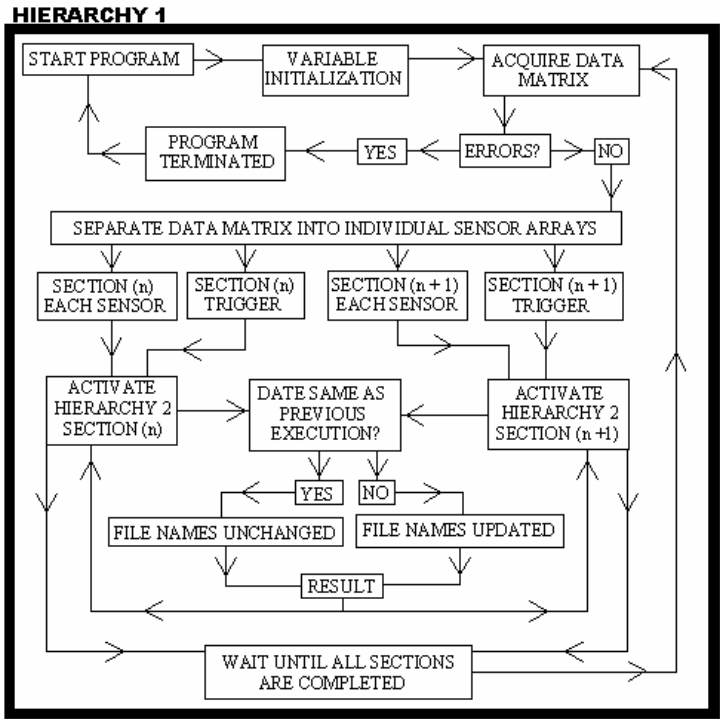 HIERARCHY 1
START PROGRAM
VARIABLE
INITIALIZATION
ACQUIRE DATA
MATRIX
PROGRAM
TERMINATED
YES
ERRORS?
NO
SEPARATE DATA MATRIX INTO INDIVIDUAL SENSOR ARRAYS
SECTION (n)
EACH SENSOR
SECTION (n)
TRIGGER
SECTION (n + 1)
EACH SENSOR
SECTION (n + 1)
TRIGGER
ACTIVATE
HIERARCHY 2
SECTION (n)
DATE SAME AS
PREVIOUS
EXECUTION?
ACTIVATE
HIERARCHY 2
SECTION (n +1)
YES
NO
FILE NAMES UNCHANGED
FILE NAMES UPDATED
RESULT
WAIT UNTIL ALL SECTIONS
ARE COMPLETED